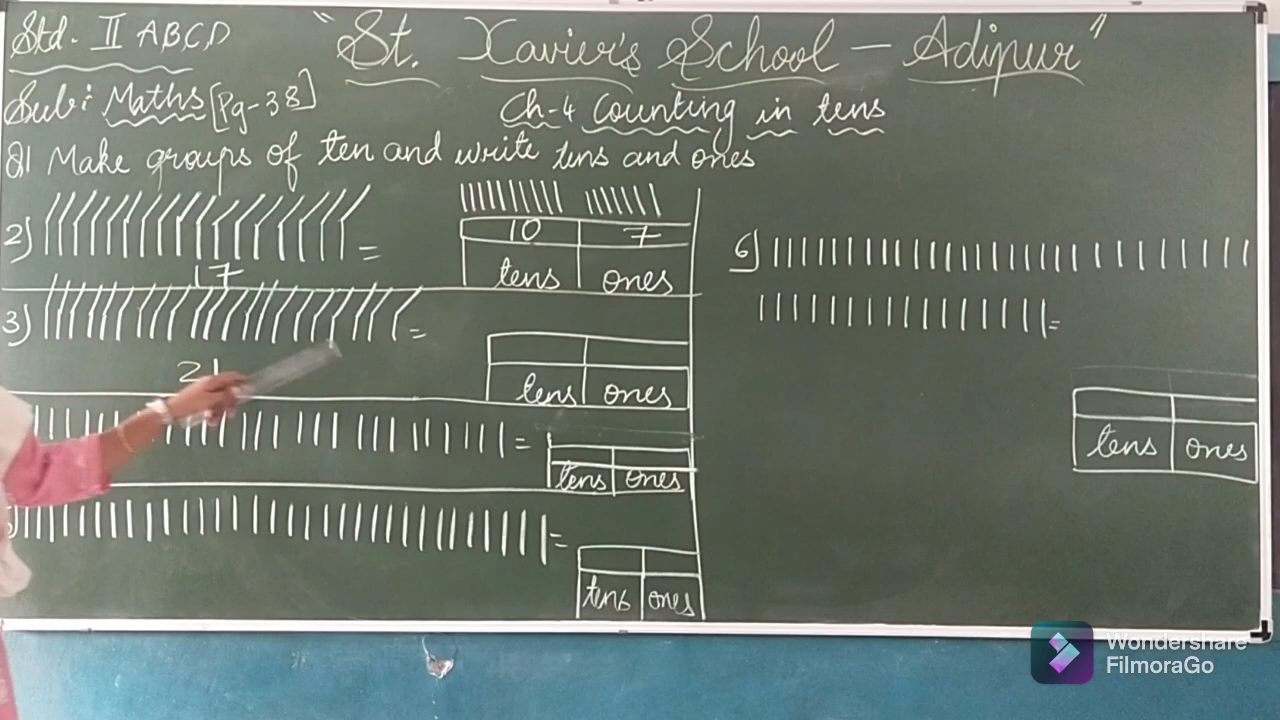 Std. II ABCD
"St. Xavier's School - Adipur"
Sub: Maths [Pg-38]
Ch-4 Counting in tens
Q1 Make groups of ten and write tens and ones
2) =
17
10 7
tens ones
3) =
21
tens ones
=
tens ones
=
tens ones
6) =
tens ones
Wondershare
FilmoraGo